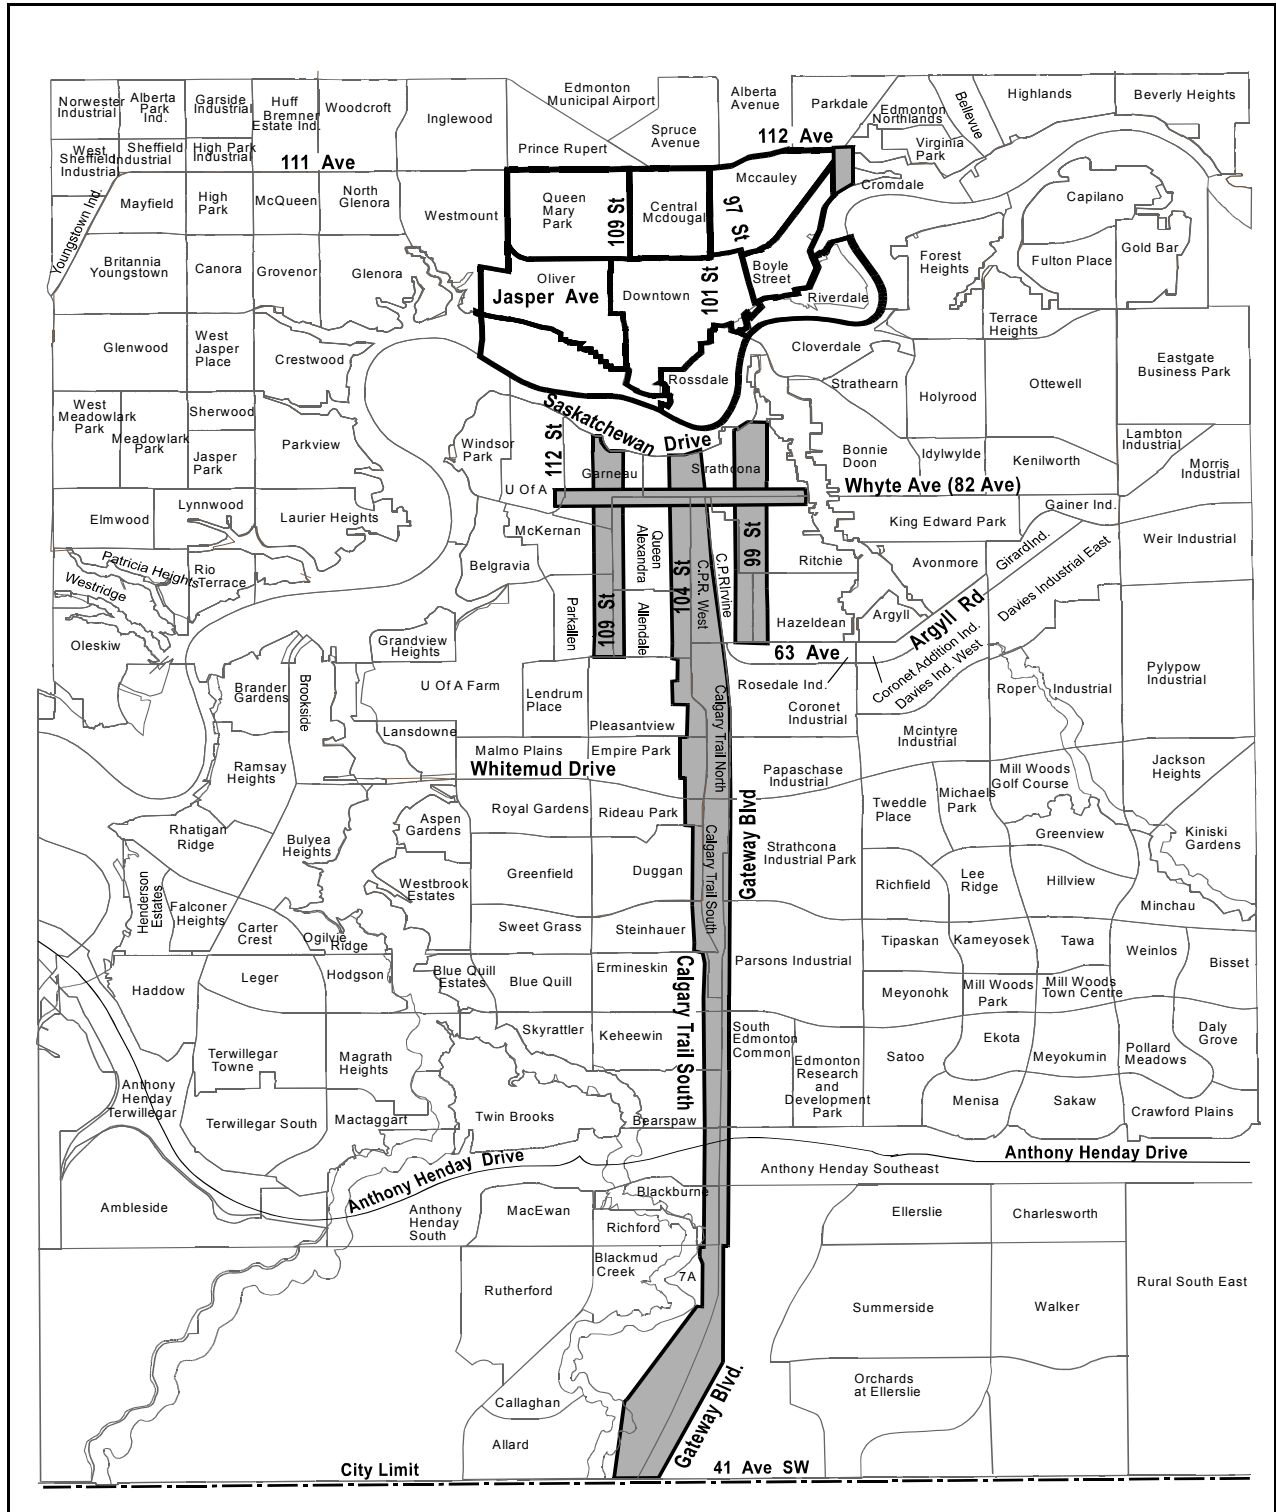 Norwester
Industrial
Alberta
Park
Ind.
Garside
Industrial
Huff
Bremner
Estate Ind.
Woodcroft
Inglewood
Edmonton
Municipal Airport
Alberta
Avenue
Parkdale
Edmonton
Northlands
Bellevue
Highlands
Beverly Heights
West
Sheffield
Industrial
Sheffield
Industrial
High Park
Industrial
111 Ave
Prince Rupert
Spruce
Avenue
112 Ave
Virginia
Park
Cromdale
Youngstown Ind.
Mayfield
High
Park
McQueen
North
Glenora
Westmount
Queen
Mary
Park
109 St
Central
Mcdougal
Mccauley
97 St
Capilano
Britannia
Youngstown
Canora
Grovenor
Glenora
Oliver
Jasper Ave
Downtown
101 St
Boyle
Street
Riverdale
Forest
Heights
Fulton Place
Gold Bar
Terrace
Heights
Glenwood
West
Jasper
Place
Crestwood
Rossdale
Cloverdale
Strathearn
Holyrood
Ottewell
Eastgate
Business Park
West
Meadowlark
Park
Meadowlark
Park
Sherwood
Jasper
Park
Parkview
Windsor
Park
112 St
Saskatchewan Drive
Garneau
Strathcona
Bonnie
Doon
Idylwylde
Kenilworth
Lambton
Industrial
Morris
Industrial
Whyte Ave (82 Ave)
U Of A
Elmwood
Lynnwood
Laurier Heights
McKernan
Queen
Alexandra
104 St
C.P.R. West
C.P.R Irvine
99 St
Ritchie
King Edward Park
Gainer Ind.
Weir Industrial
Patricia Heights
Westridge
Rio
Terrace
Belgravia
Avonmore
Girard Ind.
Davies Industrial East
Oleskiw
Grandview
Heights
Parkallen
109 St
Allendale
Hazeldean
Argyll
Argyll Rd
63 Ave
Coronet Addition Ind.
Davies Ind. West
Brander
Gardens
Brookside
U Of A Farm
Lendrum
Place
Rosedale Ind.
Coronet
Industrial
Roper Industrial
Pylypow
Industrial
Lansdowne
Pleasantview
Calgary Trail North
Mcintyre
Industrial
Malmo Plains
Empire Park
Whitemud Drive
Ramsay
Heights
Papaschase
Industrial
Mill Woods
Golf Course
Jackson
Heights
Royal Gardens
Rideau Park
Gateway Blvd
Tweddle
Place
Michaels
Park
Rhatigan
Ridge
Bulyea
Heights
Aspen
Gardens
Greenview
Kiniski
Gardens
Calgary Trail South
Strathcona
Industrial Park
Henderson
Estates
Falconer
Heights
Westbrook
Estates
Greenfield
Duggan
Richfield
Lee
Ridge
Hillview
Minchau
Carter
Crest
Ogilvie
Ridge
Sweet Grass
Steinhauer
Tipaskan
Kameyosek
Tawa
Weinlos
Bisset
Haddow
Leger
Hodgson
Blue Quill
Estates
Blue Quill
Ermineskin
Calgary Trail South
Parsons Industrial
Meyonohk
Mill Woods
Park
Mill Woods
Town Centre
Skyrattler
Keheewin
South
Edmonton
Common
Ekota
Daly
Grove
Terwillegar
Towne
Magrath
Heights
Edmonton
Research
and
Development
Park
Satoo
Meyokumin
Pollard
Meadows
Anthony
Henday
Terwillegar
Terwillegar South
Mactaggart
Twin Brooks
Bearspaw
Menisa
Sakaw
Crawford Plains
Anthony Henday Drive
Anthony Henday Drive
Anthony Henday Southeast
Ambleside
Anthony
Henday
South
MacEwan
Blackburne
Richford
Ellerslie
Charlesworth
Blackmud
Creek
7A
Rutherford
Summerside
Walker
Rural South East
Callaghan
Orchards
at Ellerslie
Allard
Gateway Blvd.
City Limit
41 Ave SW